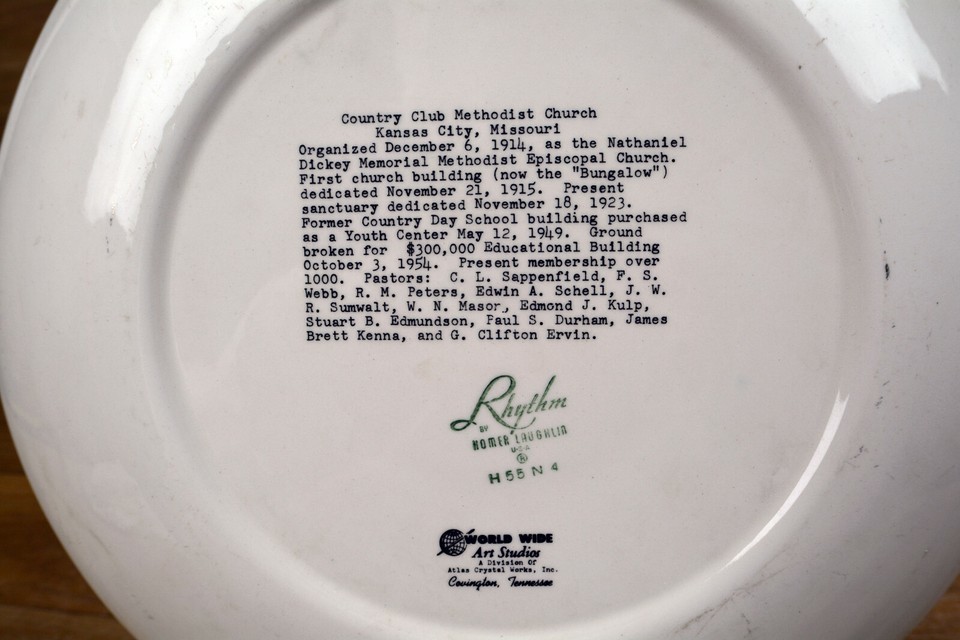 Country Club Methodist Church
Kansas City, Missouri
Organized December 6, 1914, as the Nathaniel
Dickey Memorial Methodist Episcopal Church.
First church building (now the "Bungalow")
dedicated November 21, 1915. Present
sanctuary dedicated November 18, 1923.
Former Country Day School building purchased
as a Youth Center May 12, 1949. Ground
broken for $300,000 Educational Building
October 3, 1954. Present membership over
1000. Pastors: C. L. Sappenfield, F. S.
Webb, R. M. Peters, Edwin A. Schell, J. W.
R. Sumwalt, W. N. Mason, Edmond J. Kulp,
Stuart B. Edmundson, Paul S. Durham, James
Brett Kenna, and G. Clifton Ervin.
Rhythm
BY
HOMER LAUGHLIN
U.S.A
®
H 55 N 4
WORLD WIDE
Art Studios
A Division Of
Atlas Crystal Works, Inc.
Covington, Tennessee